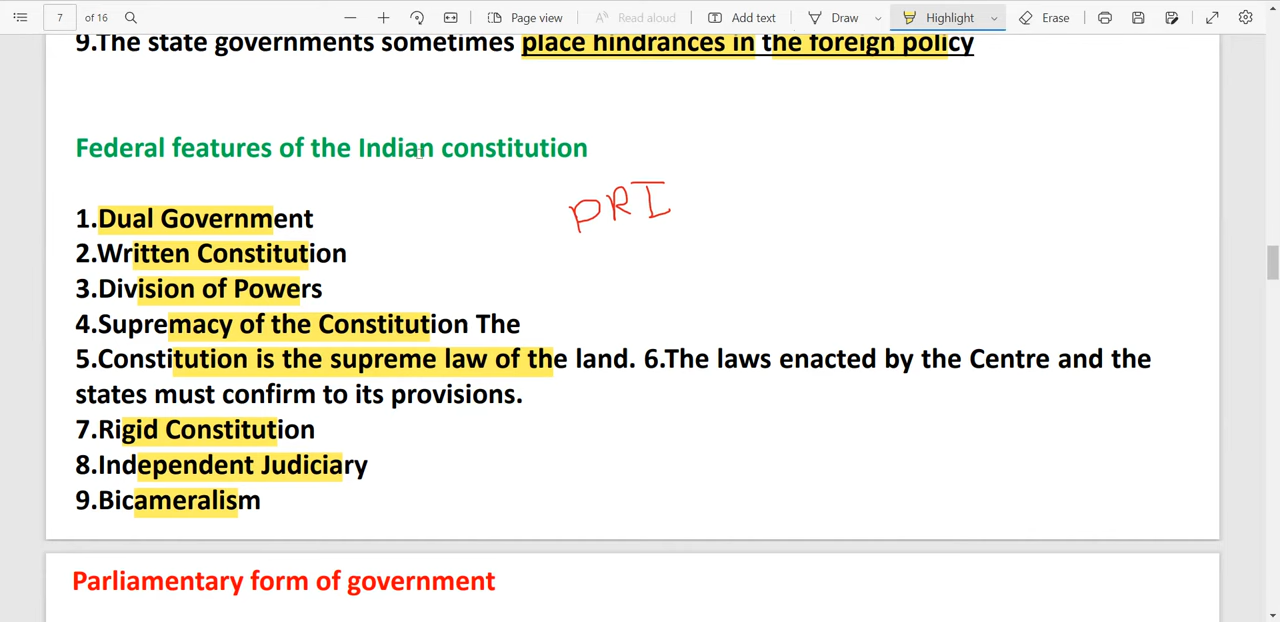 7 of 16 Page view Read aloud Add text Draw Highlight Erase
9.The state governments sometimes place hindrances in the foreign policy
Federal features of the Indian constitution
PRI
1.Dual Government
2.Written Constitution
3.Division of Powers
4.Supremacy of the Constitution The
5.Constitution is the supreme law of the land. 6.The laws enacted by the Centre and the
states must confirm to its provisions.
7.Rigid Constitution
8.Independent Judiciary
9.Bicameralism
Parliamentary form of government